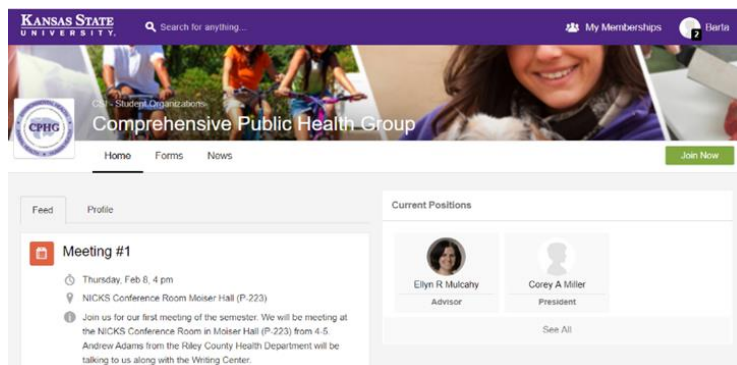 KANSAS STATE
UNIVERSITY.
Search for anything...
My Memberships
2
Barta
CSI - Student Organizations
Comprehensive Public Health Group
CPHG
Home Forms News
Join Now
Feed Profile
Meeting #1
Thursday, Feb 8, 4 pm
NICKS Conference Room Moiser Hall (P-223)
Join us for our first meeting of the semester. We will be meeting at
the NICKS Conference Room in Moiser Hall (P-223) from 4-5.
Andrew Adams from the Riley County Health Department will be
talking to us along with the Writing Center.
Current Positions
Ellyn R Mulcahy
Advisor
Corey A Miller
President
See All